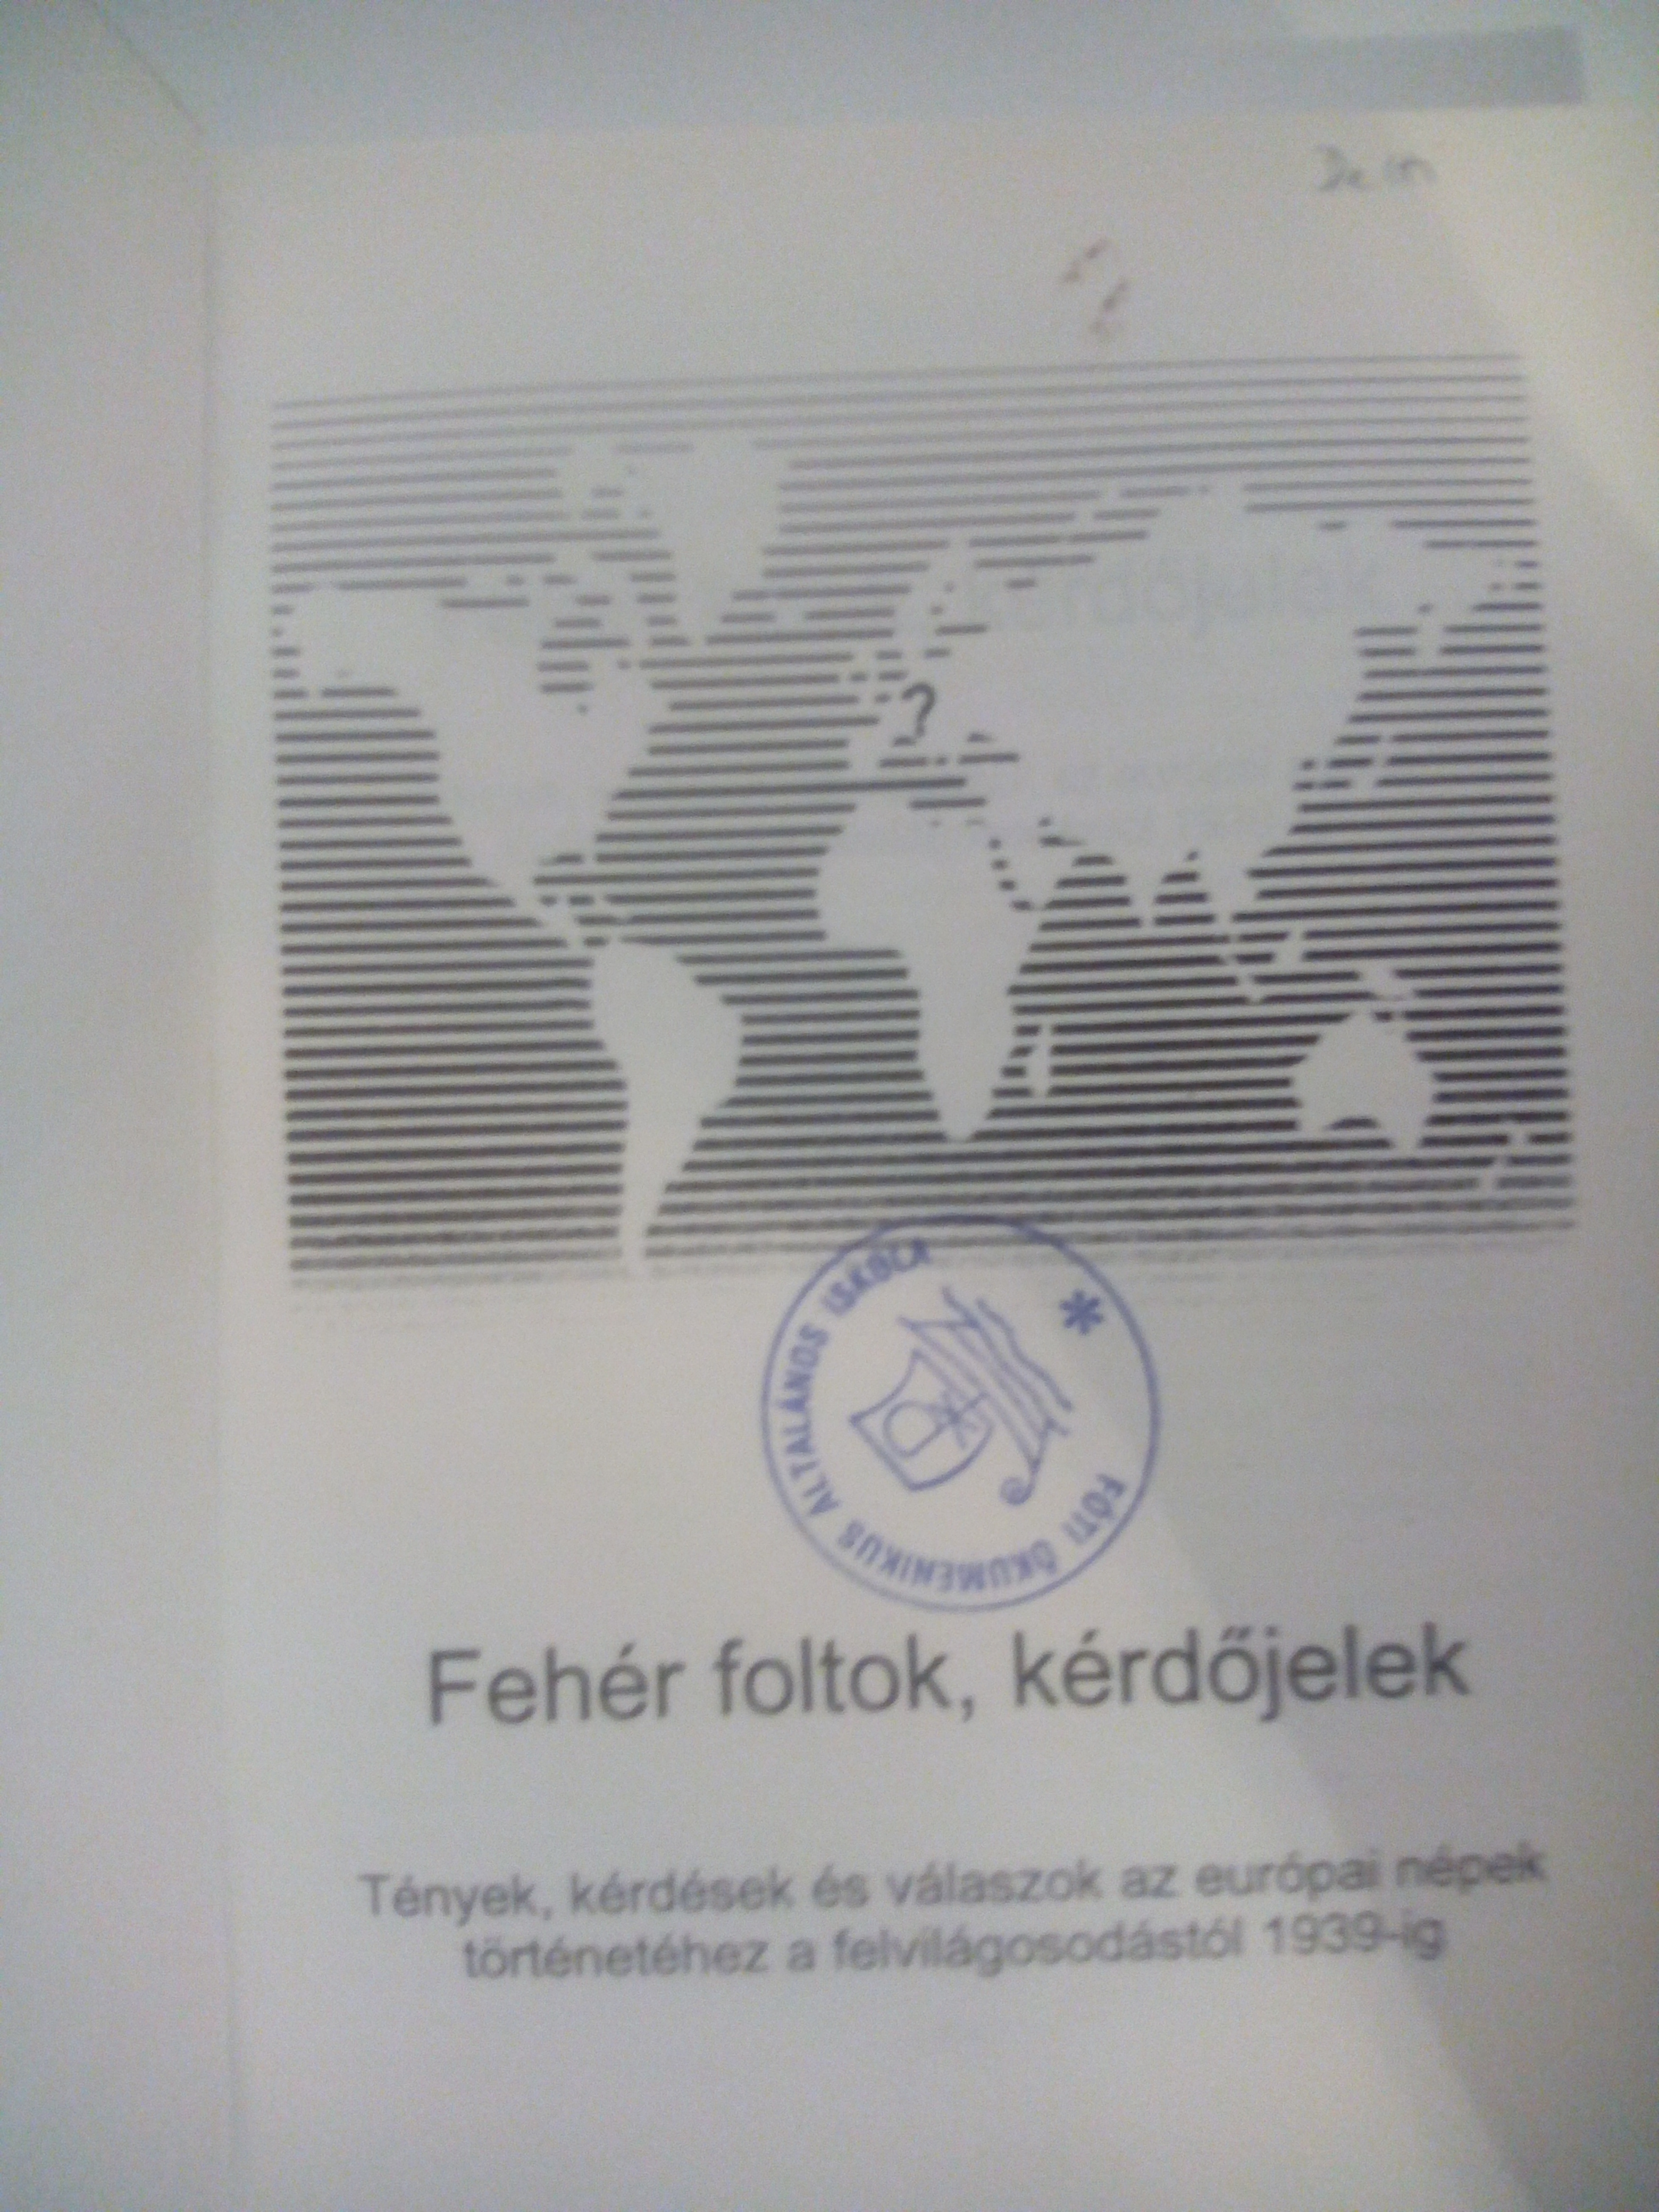 ?
FÓTI ÖKUMENIKUS ÁLTALÁNOS ISKOLA *
Fehér foltok, kérdőjelek
Tények, kérdések és válaszok az európai népek
történetéhez a felvilágosodástól 1939-ig